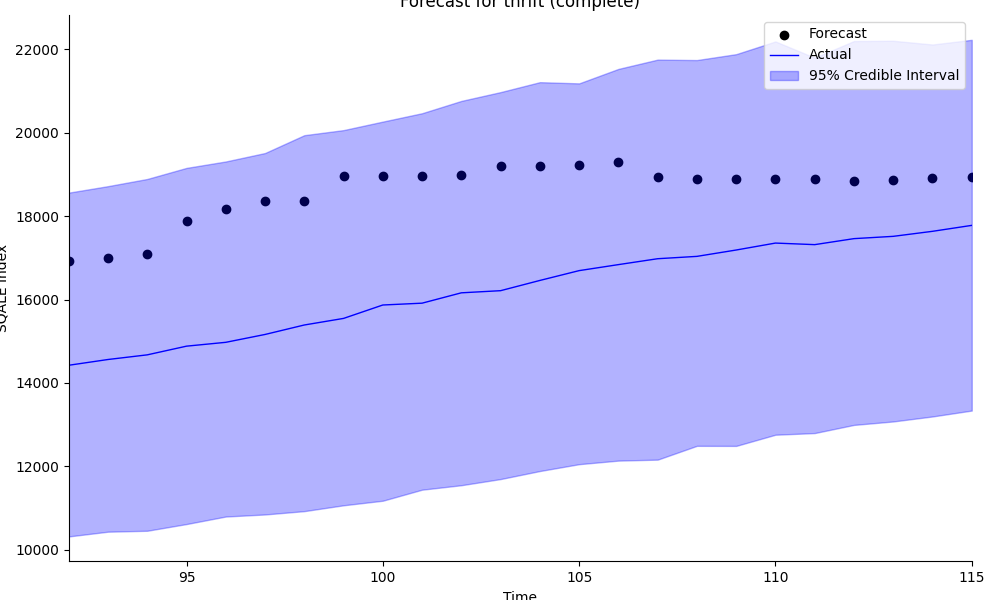 Forecast for thrift (complete)
Forecast
Actual
95% Credible Interval
SQALE Index
22000
20000
18000
16000
14000
12000
10000
95
100
105
110
115
Time